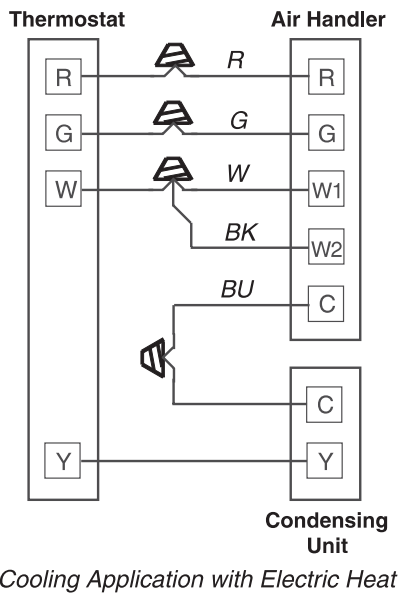 Thermostat Air Handler
R R R
G G G
W W W1
BK W2
BU C
C
Y Y
Condensing
Unit
Cooling Application with Electric Heat